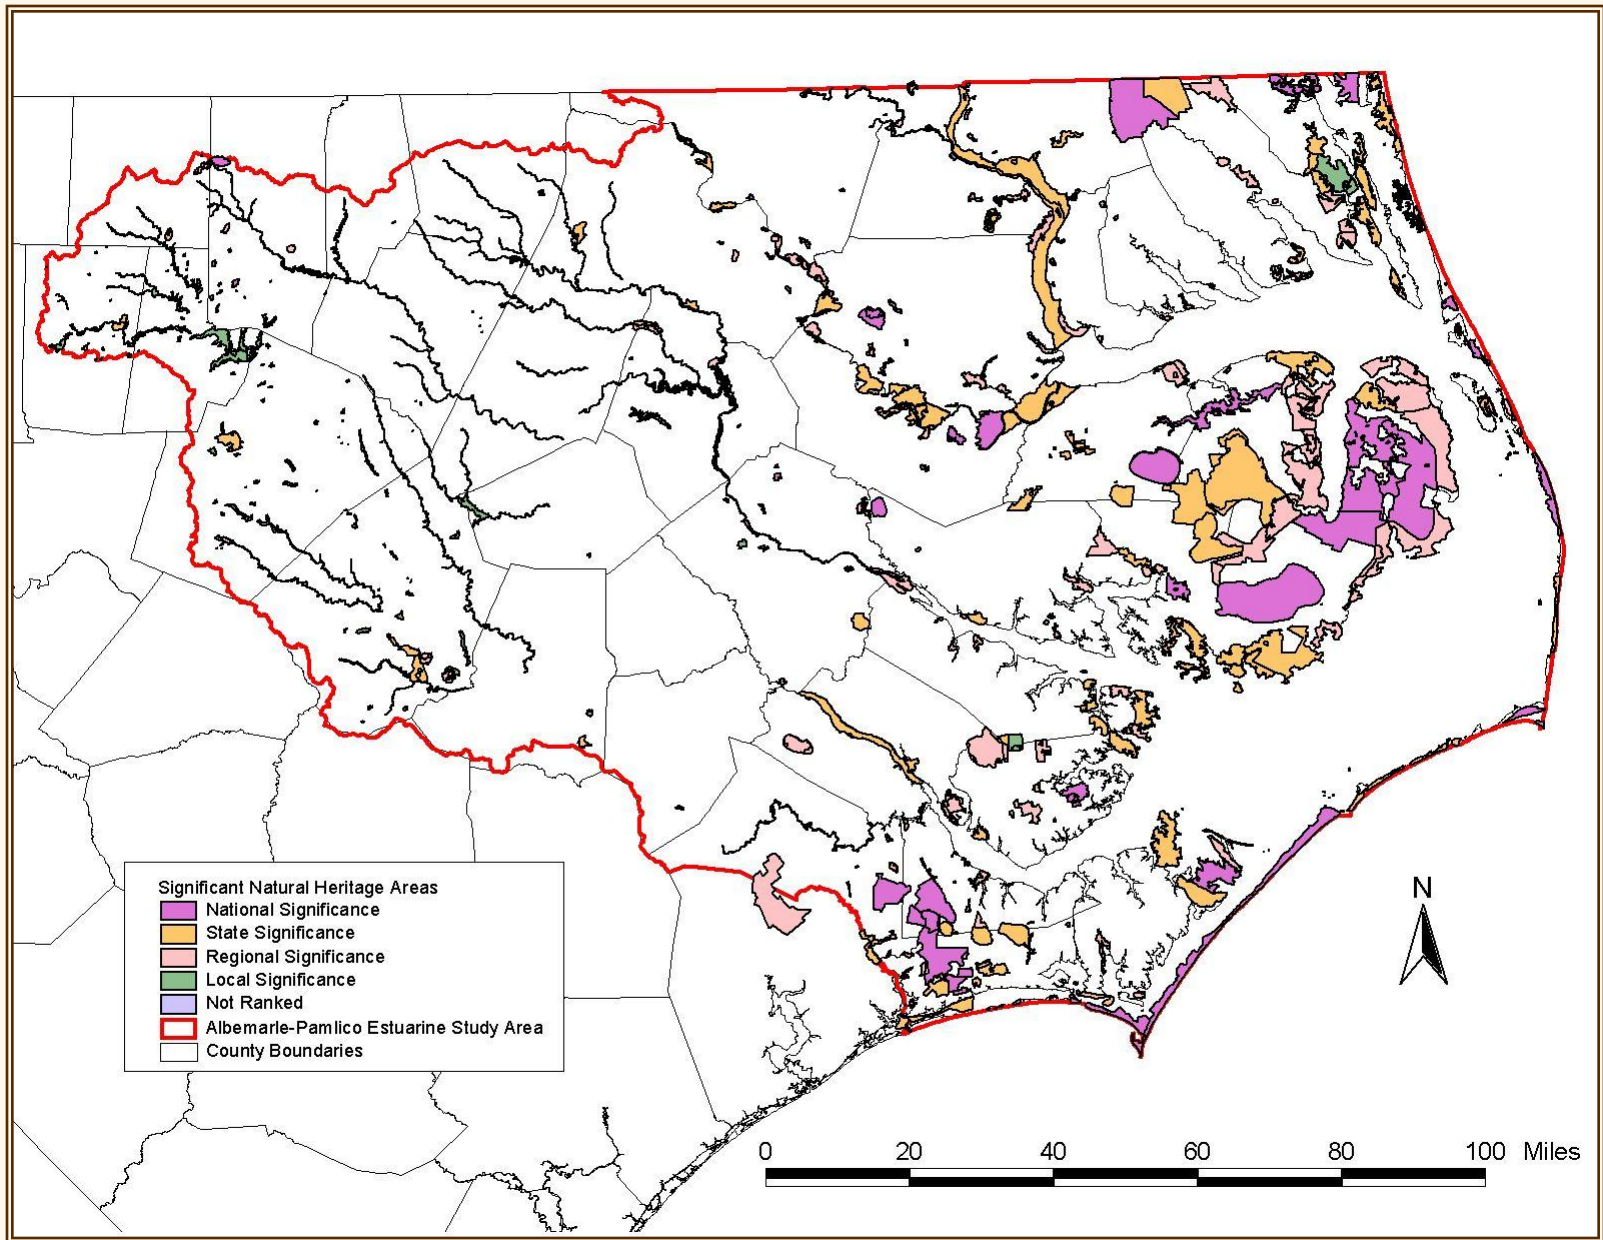 Significant Natural Heritage Areas
National Significance
State Significance
Regional Significance
Local Significance
Not Ranked
Albemarle-Pamlico Estuarine Study Area
County Boundaries
N
0 20 40 60 80 100 Miles